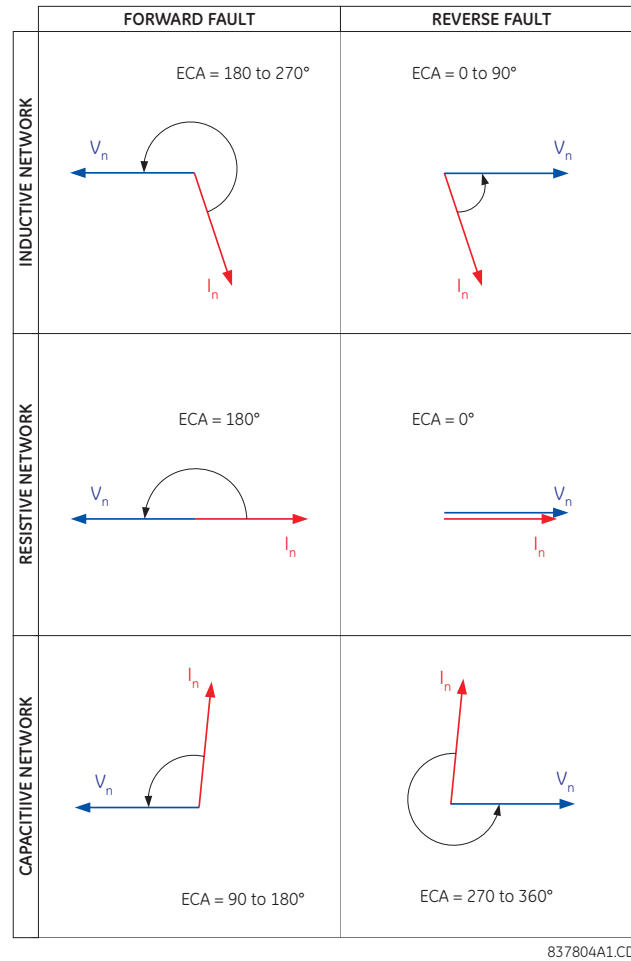 FORWARD FAULT
REVERSE FAULT
INDUCTIVE NETWORK
ECA = 180 to 270°
Vn
In
ECA = 0 to 90°
Vn
In
RESISTIVE NETWORK
ECA = 180°
Vn
In
ECA = 0°
Vn
In
CAPACITIIVE NETWORK
In
Vn
ECA = 90 to 180°
In
Vn
ECA = 270 to 360°
837804A1.CD